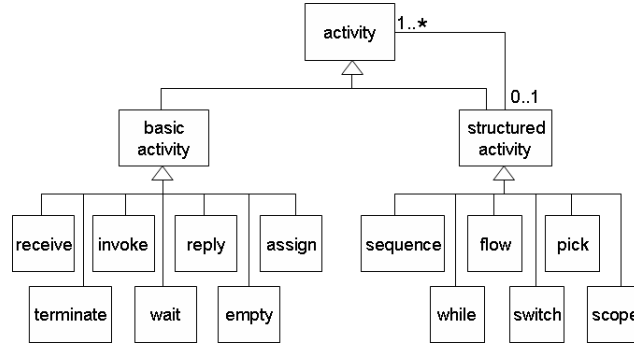 activity
1..*
0..1
basic
activity
structured
activity
receive
invoke
reply
assign
sequence
flow
pick
terminate
wait
empty
while
switch
scope